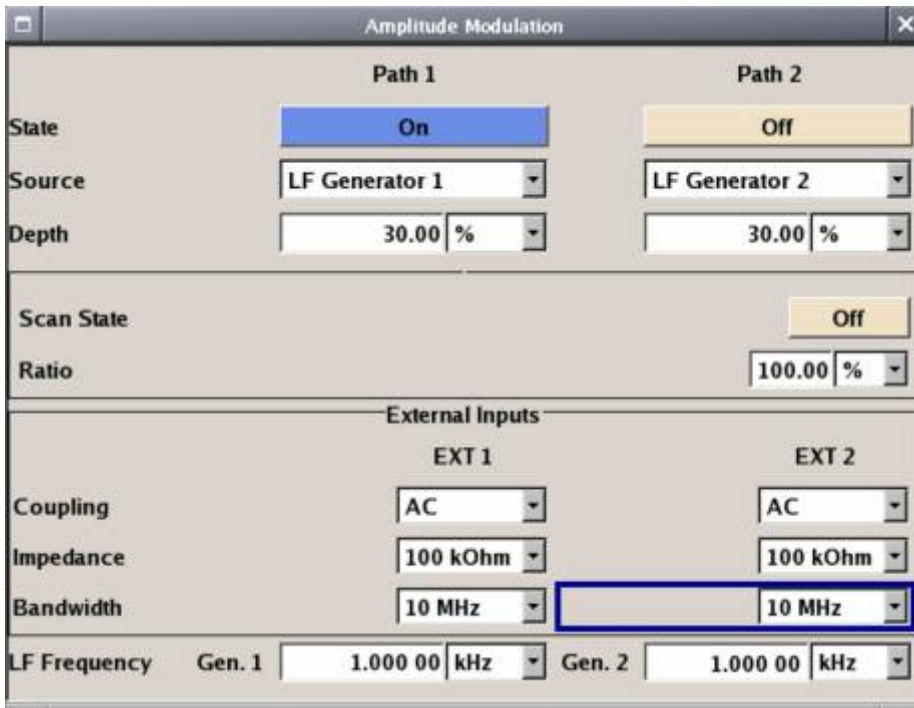 Amplitude Modulation
Path 1 Path 2
State On Off
Source LF Generator 1 LF Generator 2
Depth 30.00 % 30.00 %
Scan State Off
Ratio 100.00 %
External Inputs
EXT 1 EXT 2
Coupling AC AC
Impedance 100 kOhm 100 kOhm
Bandwidth 10 MHz 10 MHz
LF Frequency Gen. 1 1.000 00 kHz Gen. 2 1.000 00 kHz